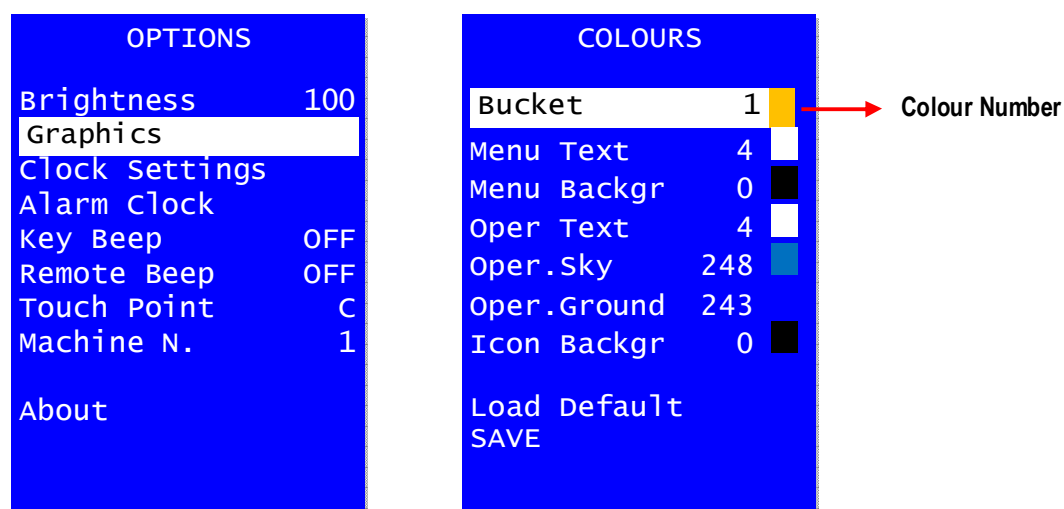 OPTIONS
Brightness 100
Graphics
Clock Settings
Alarm Clock
Key Beep OFF
Remote Beep OFF
Touch Point C
Machine N. 1
About
COLOURS
Bucket 1
Menu Text 4
Menu Backgr 0
Oper Text 4
Oper.Sky 248
Oper.Ground 243
Icon Backgr 0
Load Default
SAVE
Colour Number